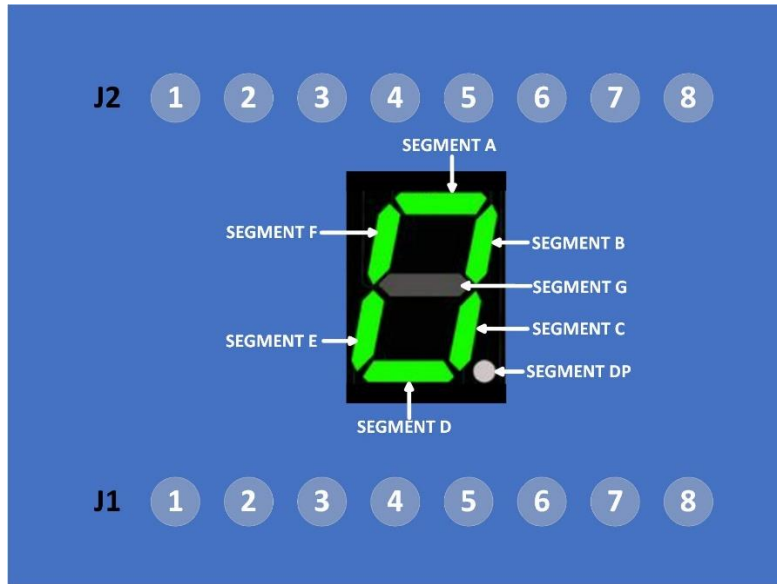 J2 1 2 3 4 5 6 7 8
SEGMENT A
SEGMENT F
SEGMENT B
SEGMENT G
SEGMENT C
SEGMENT E
SEGMENT DP
SEGMENT D
J1 1 2 3 4 5 6 7 8